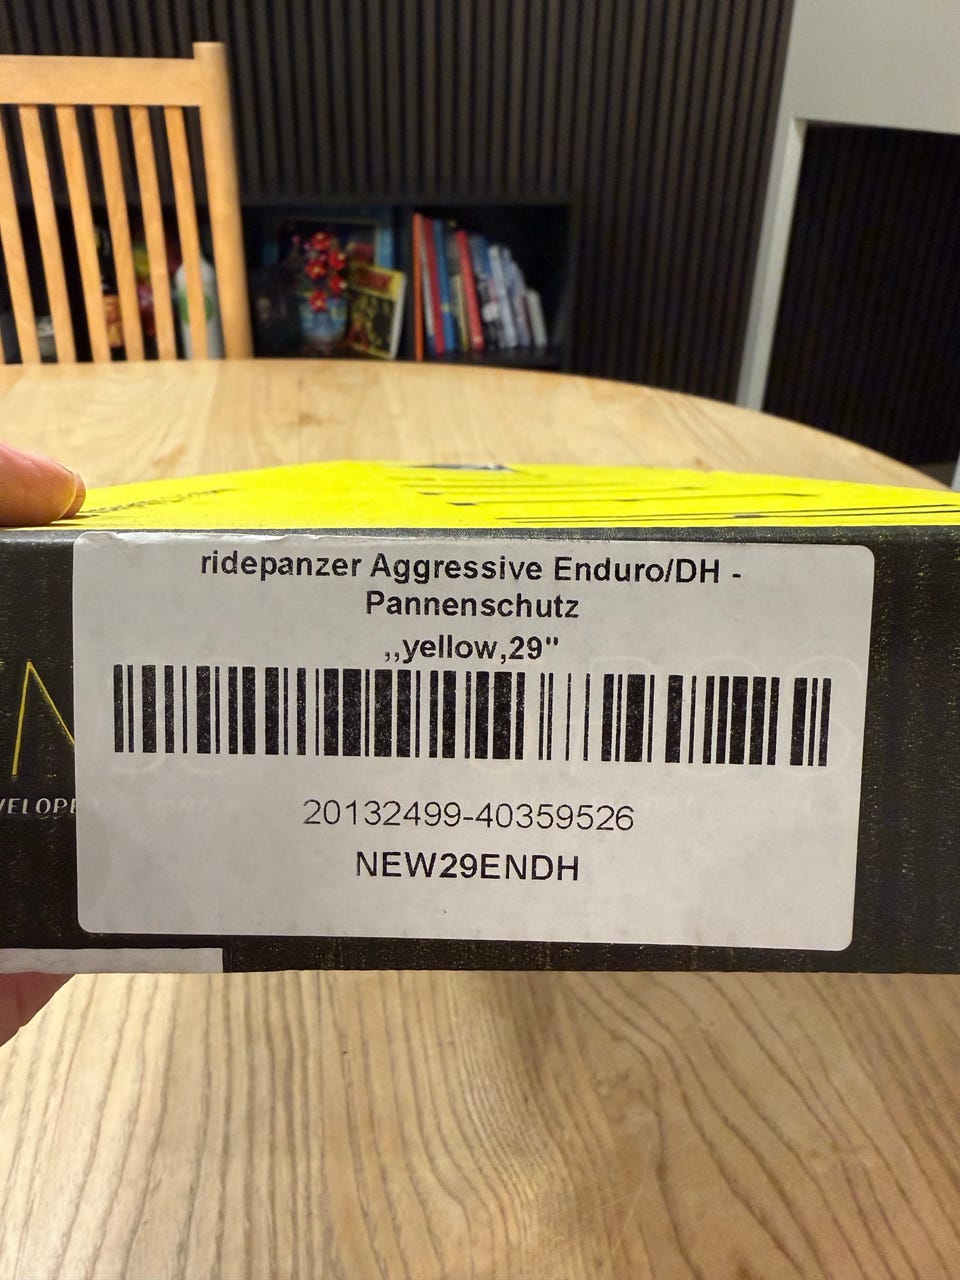 ridepanzer Aggressive Enduro/DH -
Pannenschutz
,,yellow,29"
20132499-40359526
NEW29ENDH